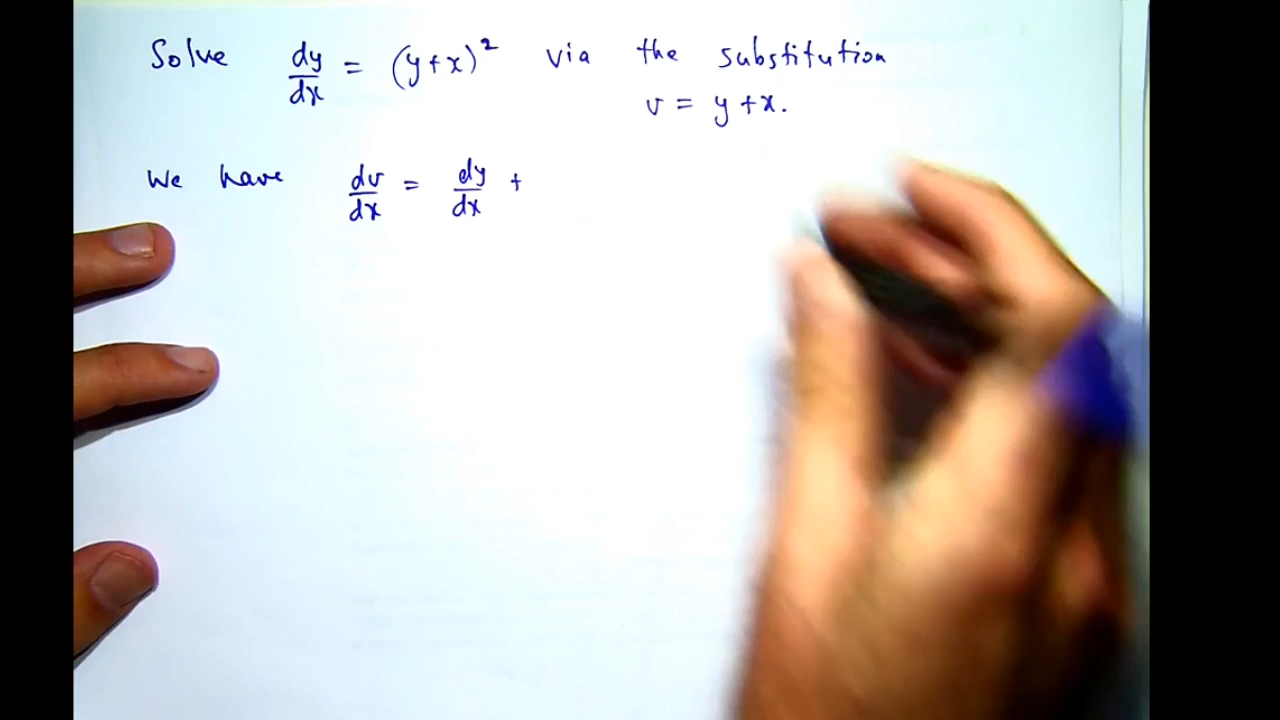 Solve dy/dx = (y+x)² via the substitution
v = y+x.
We have dv/dx = dy/dx +